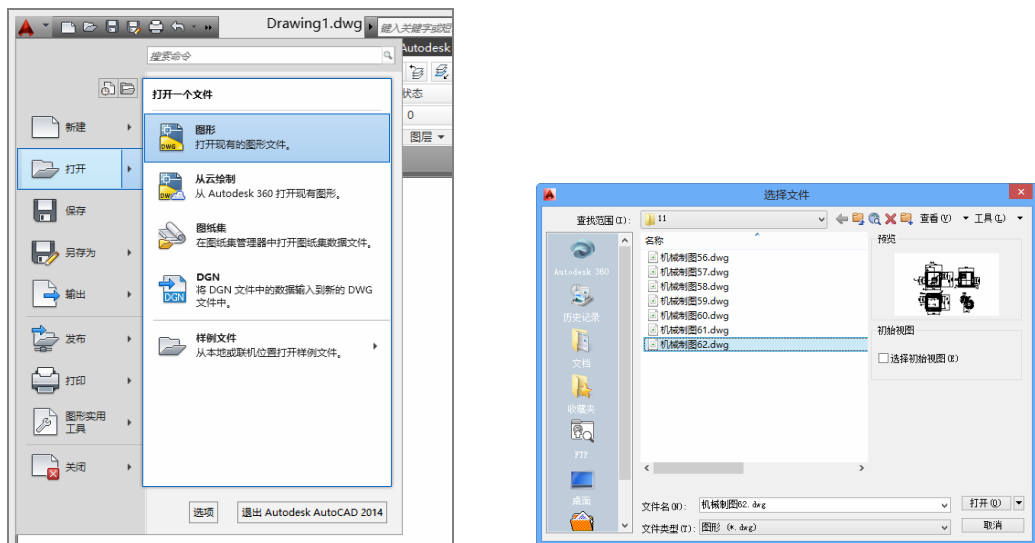 Drawing1.dwg
键入关键字或短
搜索命令
Autodesk
状态
0
图层
打开一个文件
新建
打开
保存
另存为
输出
发布
打印
图形实用
工具
关闭
图形
打开现有的图形文件。
从云绘制
从 Autodesk 360 打开现有图形。
图纸集
在图纸集管理器中打开图纸集数据文件。
DGN
将 DGN 文件中的数据输入到新的 DWG
文件中。
样例文件
从本地或联机位置打开样例文件。
DWG
DWG
DGN
选项
退出 Autodesk AutoCAD 2014
选择文件
查找范围(I):
11
查看(V)
工具(L)
Autodesk 360
历史记录
文档
收藏夹
FTP
桌面
名称
机械制图56.dwg
机械制图57.dwg
机械制图58.dwg
机械制图59.dwg
机械制图60.dwg
机械制图61.dwg
机械制图62.dwg
预览
初始视图
选择初始视图(E)
文件名(N):
机械制图62.dwg
打开(O)
文件类型(T):
图形 (*.dwg)
取消